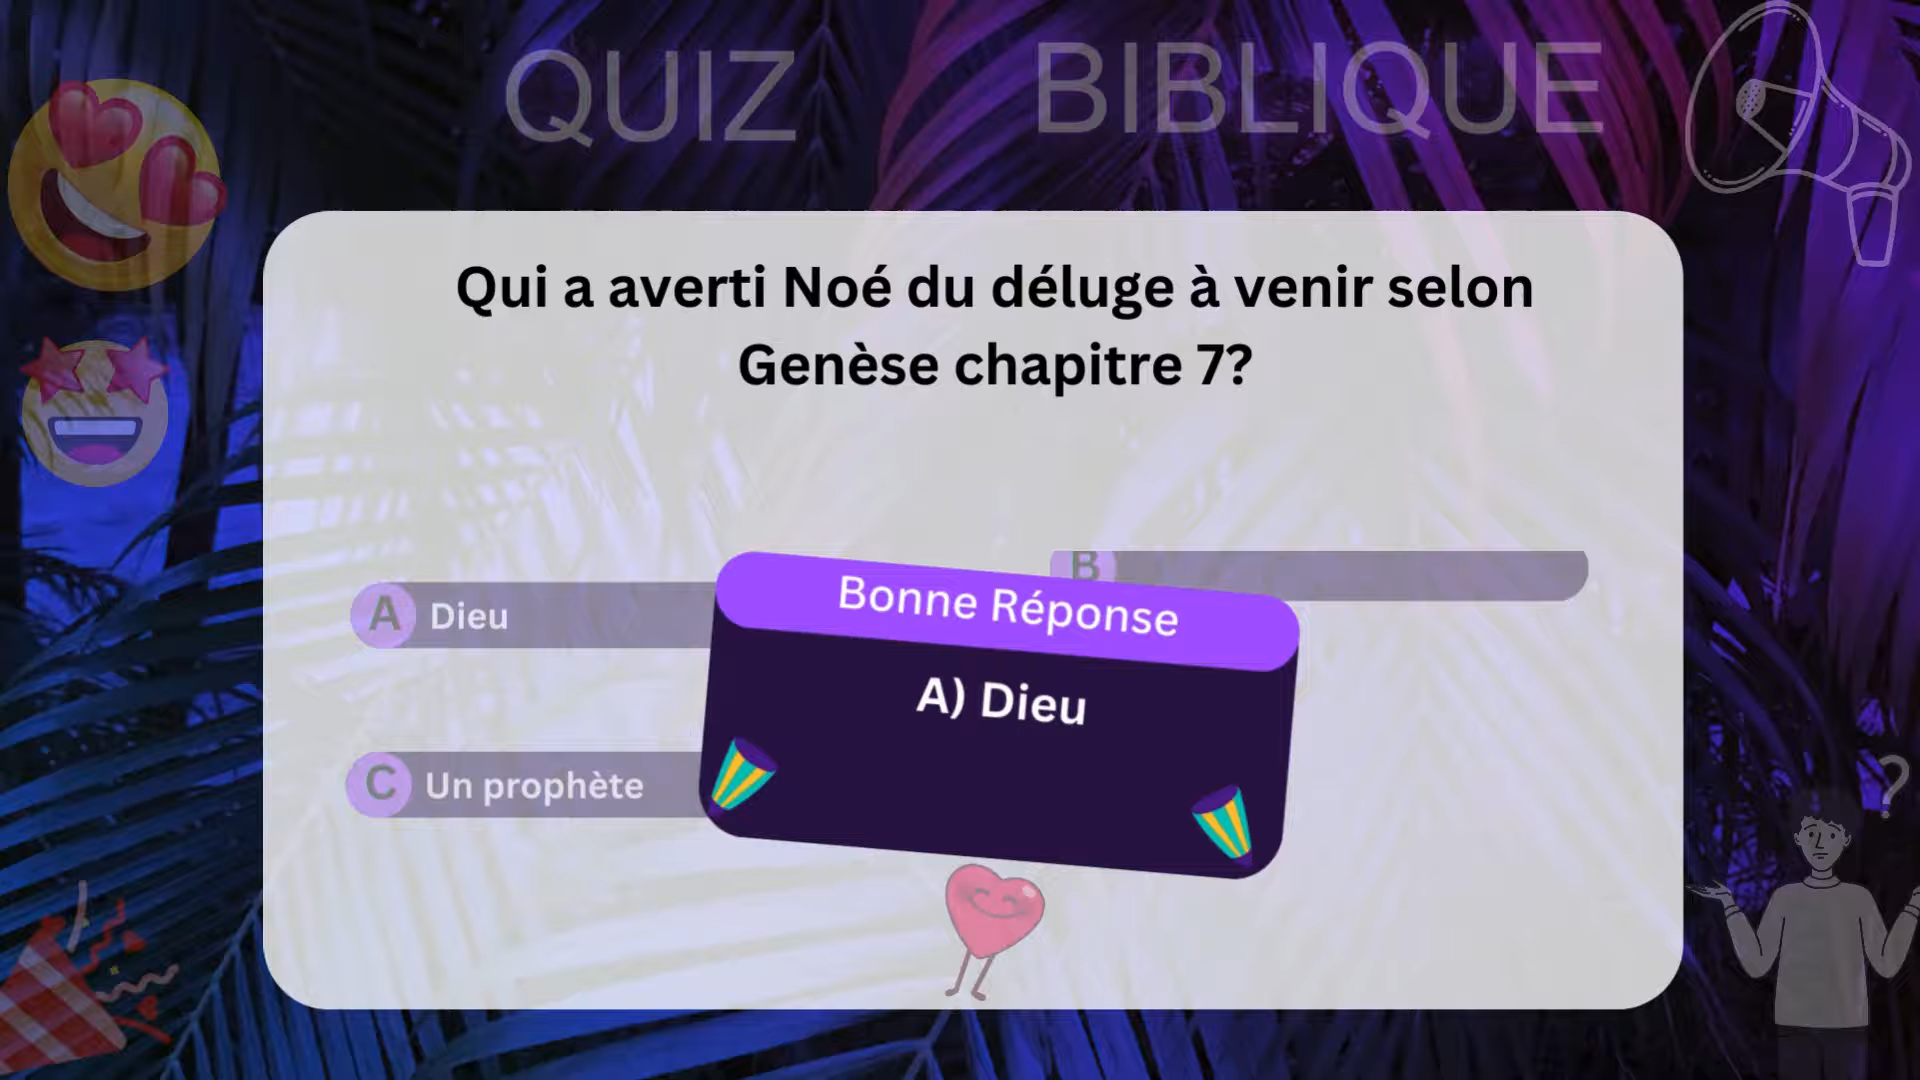 QUIZ BIBLIQUE
Qui a averti Noé du déluge à venir selon
Genèse chapitre 7?
A Dieu
B
C Un prophète
Bonne Réponse
A) Dieu
?